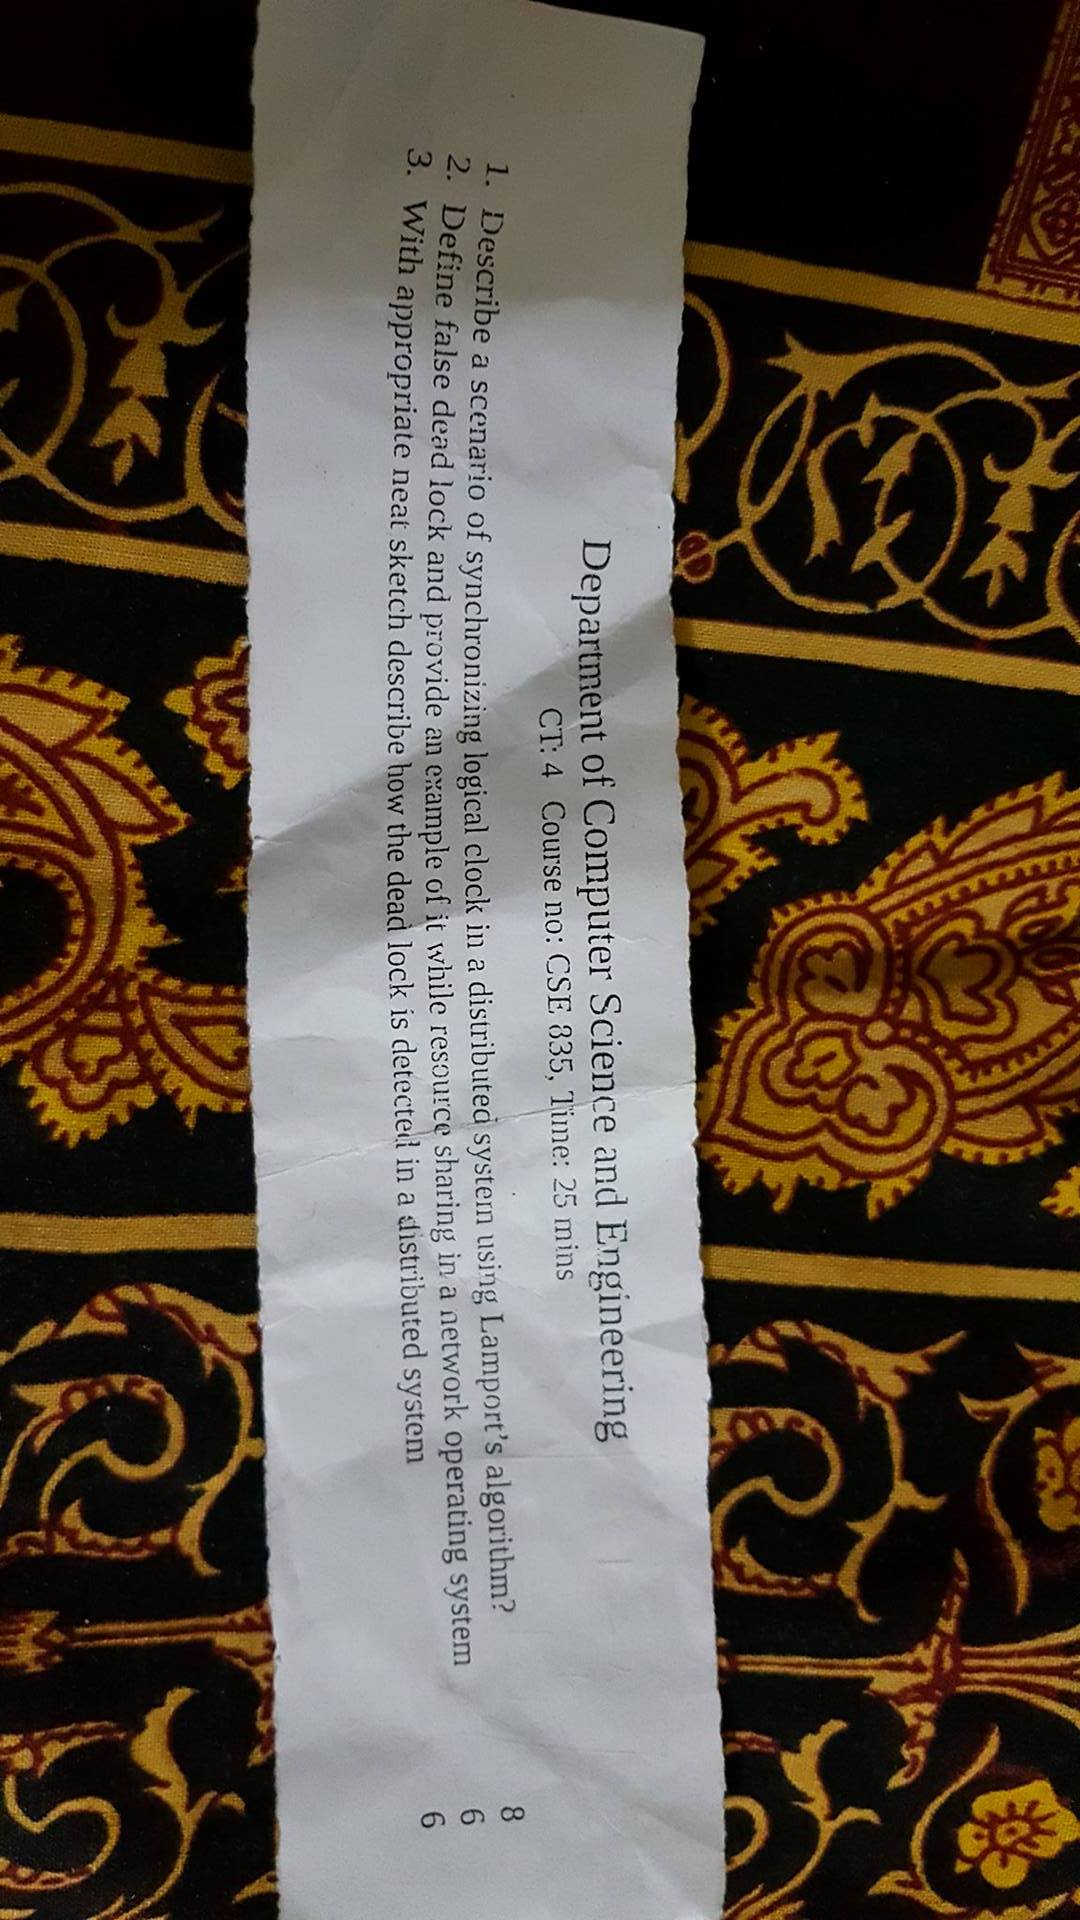 Department of Computer Science and Engineering
CT: 4 Course no: CSE 835, Time: 25 mins
1. Describe a scenario of synchronizing logical clock in a distributed system using Lamport's algorithm? 8
2. Define false dead lock and provide an example of it while resource sharing in a network operating system 6
3. With appropriate neat sketch describe how the dead lock is detected in a distributed system 6